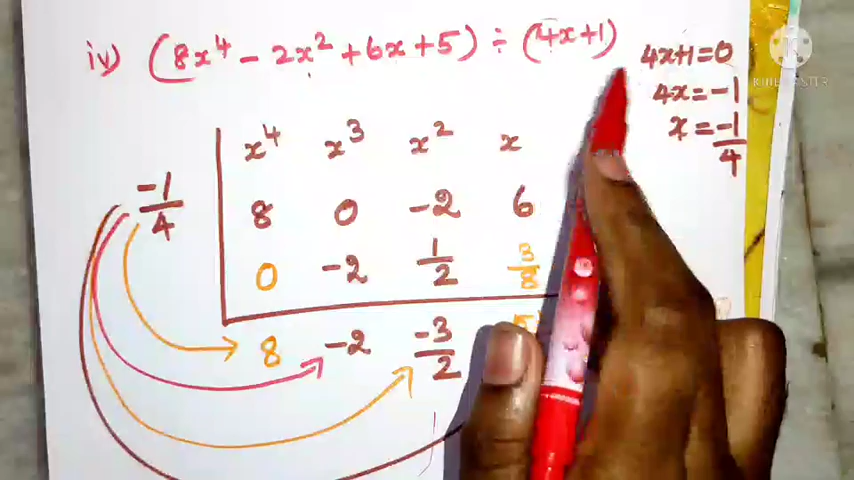 iv) (8x⁴ - 2x² + 6x + 5) ÷ (4x+1)
4x+1=0
4x=-1
x=-1/4
x⁴ x³ x² x
-1/4 8 0 -2 6
0 -2 1/2 3/8
8 -2 -3/2